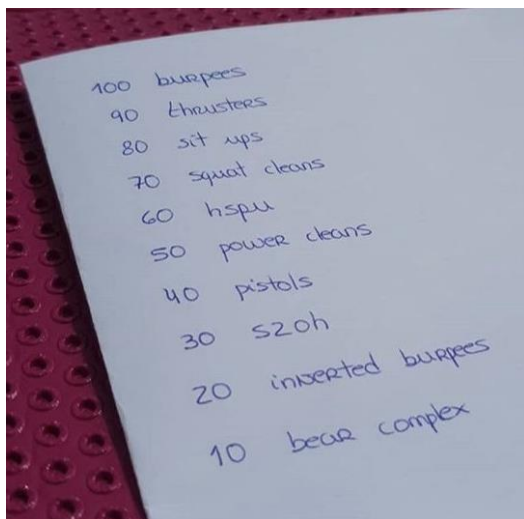 100 burpees
90 thrusters
80 sit ups
70 squat cleans
60 hspu
50 power cleans
40 pistols
30 s2oh
20 inverted burpees
10 bear complex